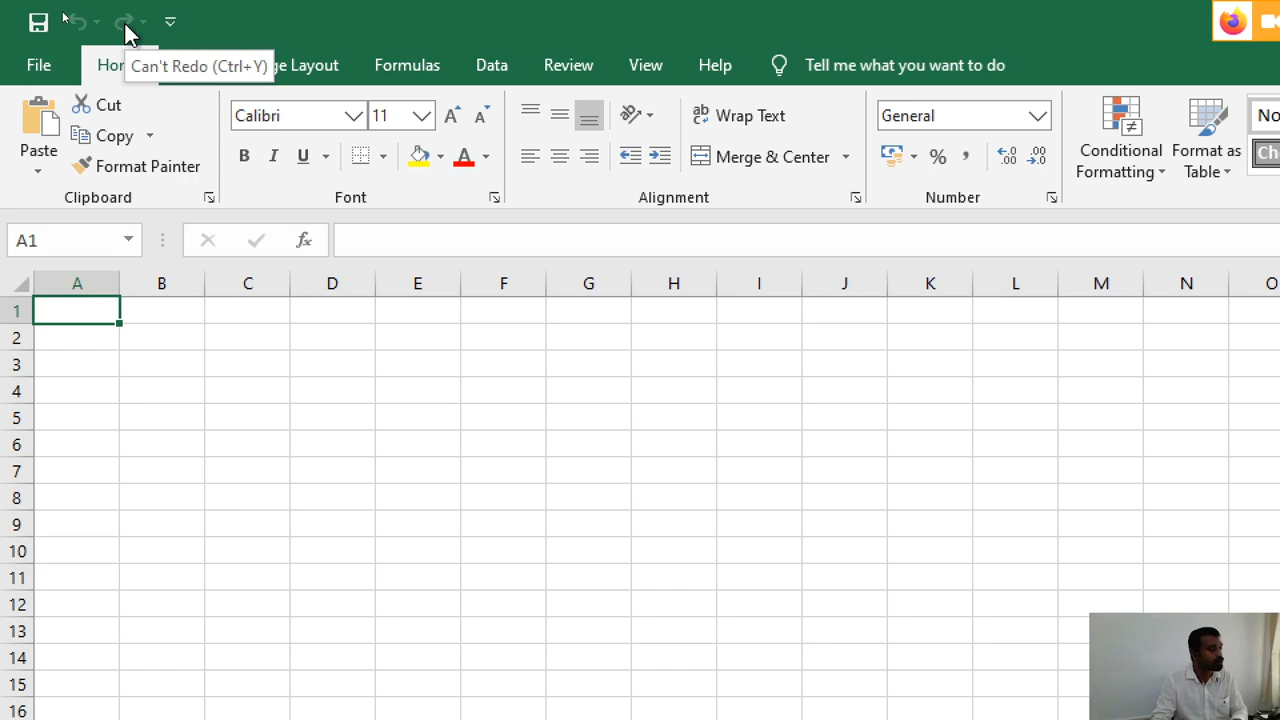 File Hom Can't Redo (Ctrl+Y) ge Layout Formulas Data Review View Help Tell me what you want to do
Paste
Cut
Copy
Format Painter
Clipboard
Calibri 11
B I U A
Font
Wrap Text
Merge & Center
Alignment
General
%
Number
Conditional
Formatting
Format as
Table
No
Ch
A1
fx
A B C D E F G H I J K L M N O
1
2
3
4
5
6
7
8
9
10
11
12
13
14
15
16